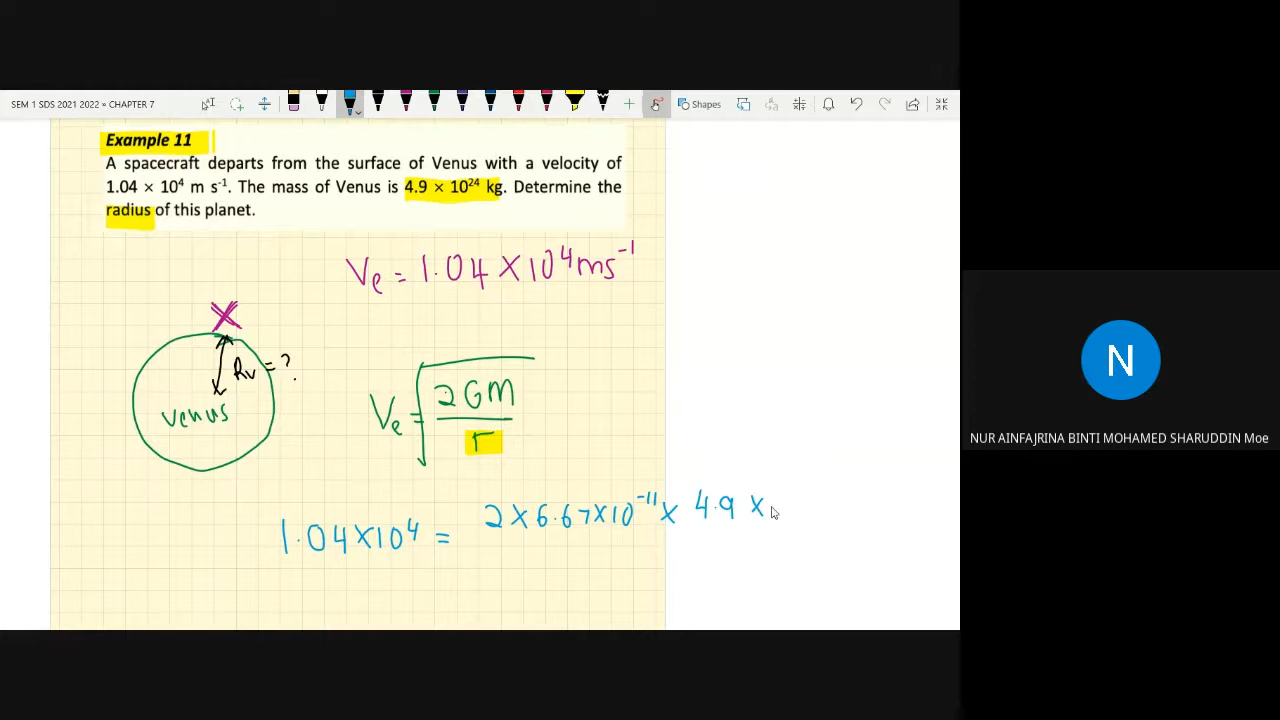 SEM 1 SDS 2021 2022 » CHAPTER 7
Shapes
Example 11
A spacecraft departs from the surface of Venus with a velocity of
1.04 × 10⁴ m s⁻¹. The mass of Venus is 4.9 × 10²⁴ kg. Determine the
radius of this planet.
Ve = 1.04 × 10⁴ ms⁻¹
X
Rv = ?
venus
Ve = √(2GM / r)
1.04 × 10⁴ = 2 × 6.67 × 10⁻¹¹ × 4.9 ×
N
NUR AINFAJRINA BINTI MOHAMED SHARUDDIN Moe